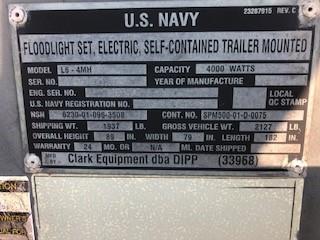 23287915 REV. C
U.S. NAVY
FLOODLIGHT SET, ELECTRIC, SELF-CONTAINED TRAILER MOUNTED
MODEL L6-4MH CAPACITY 4000 WATTS
SER. NO. YEAR OF MANUFACTURE
ENG. SER. NO. LOCAL
U.S. NAVY REGISTRATION NO. QC STAMP
NSN 6230-01-096-3508 CONT. NO. SPM500-01-D-0075
SHIPPING WT. 1937 LB. GROSS VEHICLE WT. 2127 LB.
OVERALL HEIGHT 89 IN. WIDTH 79 IN. LENGTH 182 IN.
WARRANTY 24 MO. OR N/A MI. DATE SHIPPED
MFG BY Clark Equipment dba DIPP (33968)